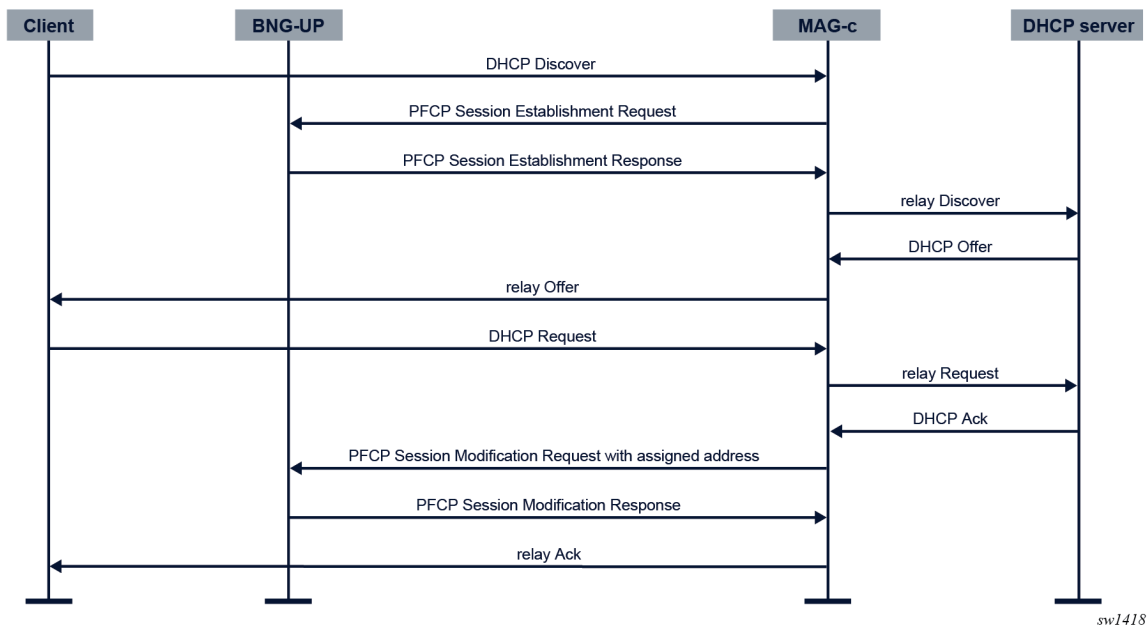 Client BNG-UP MAG-c DHCP server
DHCP Discover
PFCP Session Establishment Request
PFCP Session Establishment Response
relay Discover
DHCP Offer
relay Offer
DHCP Request
relay Request
DHCP Ack
PFCP Session Modification Request with assigned address
PFCP Session Modification Response
relay Ack
sw1418